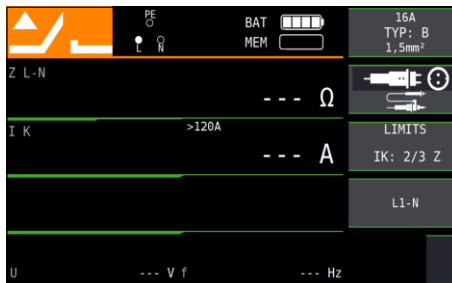 PE
L N
BAT
MEM
16A
TYP: B
1,5mm²
Z L-N
--- Ω
I K >120A
--- A
LIMITS
IK: 2/3 Z
L1-N
U --- V f --- Hz